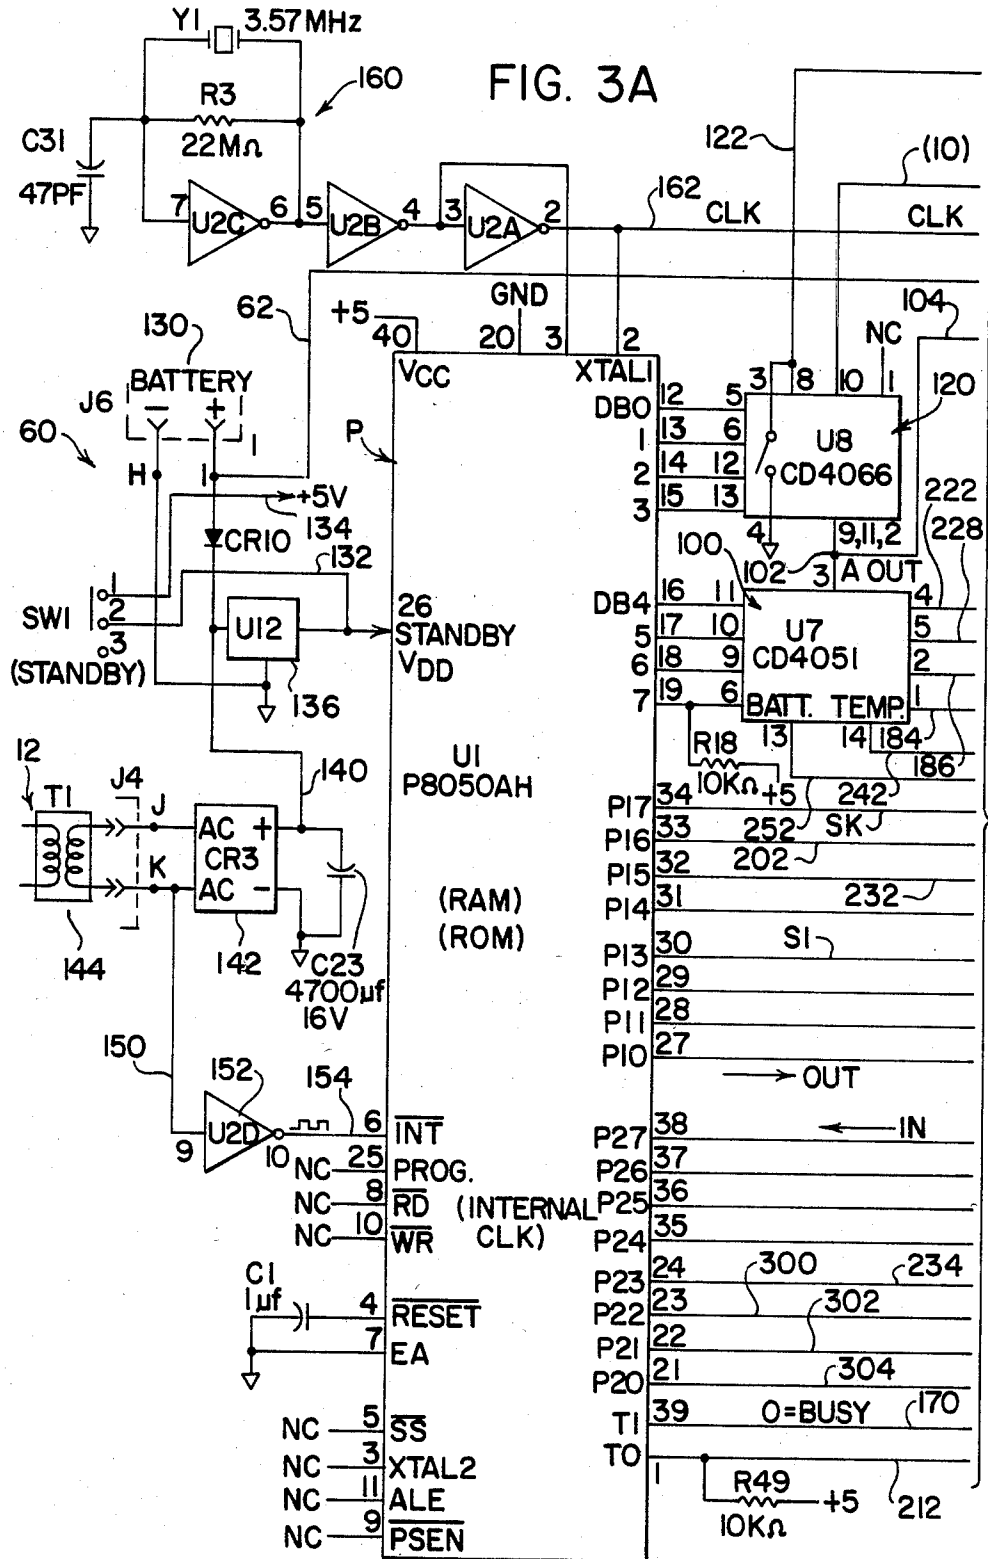 Y1 3.57MHz
FIG. 3A
160
R3
22MΩ
C31
47PF
122
(10)
7 U2C 6 5 U2B 4 3 U2A 2
162
CLK CLK
62
130
+5
40
GND
20 3 2
NC
104
BATTERY
J6
- +
VCC
XTAL1
3 8 10 1
120
60
H
1
1
P
DB0 12 5
1 13 6
2 14 12
3 15 13
U8
CD4066
+5V
134
CR10
132
4
9,11,2
222
228
100
102
3 A OUT
1
2
3
SW1
(STANDBY)
U12
136
26
STANDBY
VDD
DB4 16 11
5 17 10
6 18 9
7 19 6
U7
CD4051
BATT. TEMP.
4
5
2
1
13 14
184
186
R18
10KΩ
+5
252
242
U1
P8050AH
(RAM)
(ROM)
12
T1
J4
J
K
140
AC +
CR3
AC -
144
142
C23
4700µf
16V
P17 34 SK
P16 33 202
P15 32 232
P14 31
P13 30 S1
P12 29
P11 28
P10 27
OUT
150
152
154
9 U2D 10
6 INT
NC 25 PROG.
NC 8 RD
NC 10 WR
(INTERNAL
CLK)
IN
P27 38
P26 37
P25 36
P24 35
P23 24 234
P22 23 300
P21 22 302
P20 21 304
T1 39 0=BUSY 170
T0 1 212
C1
1µf
4 RESET
7 EA
NC 5 SS
NC 3 XTAL2
NC 11 ALE
NC 9 PSEN
R49
10KΩ
+5